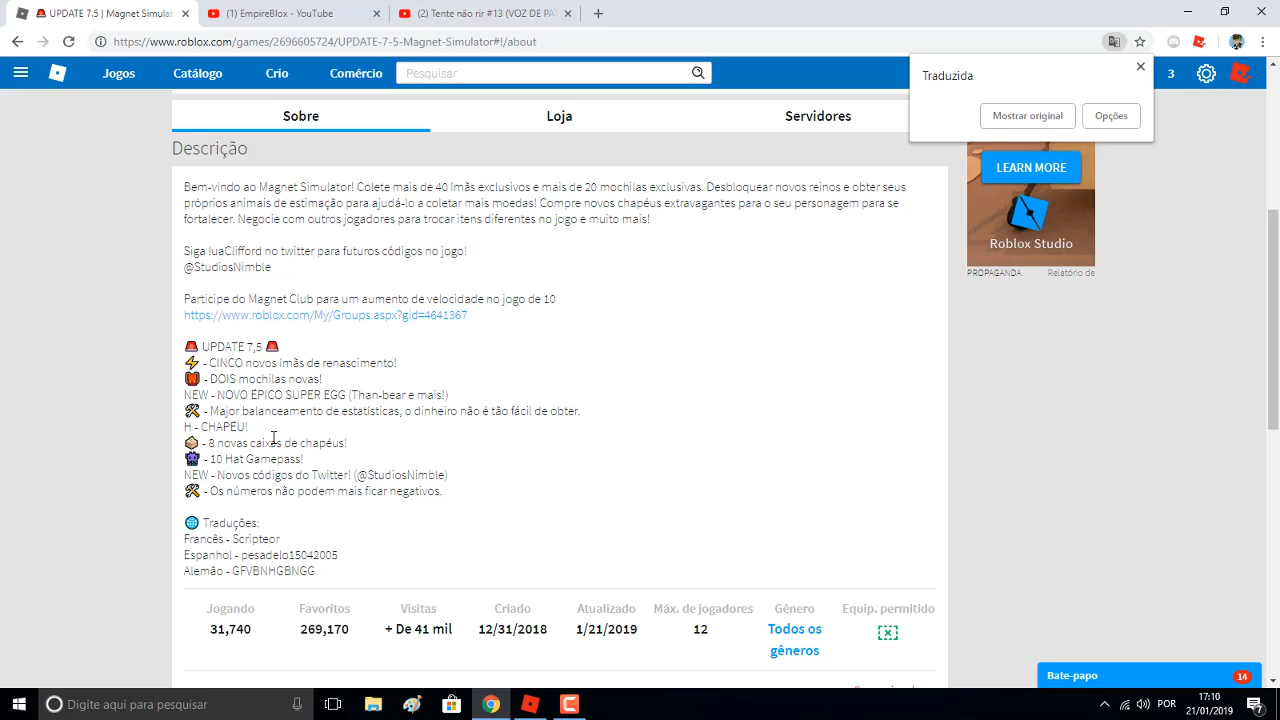 UPDATE 7.5 | Magnet Simulat
(1) EmpireBlox - YouTube
(2) Tente não rir #13 (VOZ DE PA
https://www.roblox.com/games/2696605724/UPDATE-7-5-Magnet-Simulator#!/about
Jogos
Catálogo
Crio
Comércio
Pesquisar
3
Traduzida
Mostrar original
Opções
Sobre
Loja
Servidores
Descrição
Bem-vindo ao Magnet Simulator! Colete mais de 40 ímãs exclusivos e mais de 20 mochilas exclusivas. Desbloquear novos reinos e obter seus
próprios animais de estimação para ajudá-lo a coletar mais moedas! Compre novos chapéus extravagantes para o seu personagem para se
fortalecer. Negocie com outros jogadores para trocar itens diferentes no jogo e muito mais!
Siga IuaClifford no twitter para futuros códigos no jogo!
@StudiosNimble
Participe do Magnet Club para um aumento de velocidade no jogo de 10
https://www.roblox.com/My/Groups.aspx?gid=4641367
UPDATE 7,5
- CINCO novos ímãs de renascimento!
- DOIS mochilas novas!
NEW - NOVO ÉPICO SUPER EGG (Than-bear e mais!)
- Major balanceamento de estatísticas, o dinheiro não é tão fácil de obter.
H - CHAPÉU!
- 8 novas caixas de chapéus!
- 10 Hat Gamepass!
NEW - Novos códigos do Twitter! (@StudiosNimble)
- Os números não podem mais ficar negativos.
Traduções:
Francês - Scripteor
Espanhol - pesadelo15042005
Alemão - GFVBNHGBNGG
Jogando
Favoritos
Visitas
Criado
Atualizado
Máx. de jogadores
Gênero
Equip. permitido
31,740
269,170
+ De 41 mil
12/31/2018
1/21/2019
12
Todos os
gêneros
LEARN MORE
Roblox Studio
PROPAGANDA
Relatório de
Bate-papo
14
Digite aqui para pesquisar
POR
17:10
21/01/2019
7